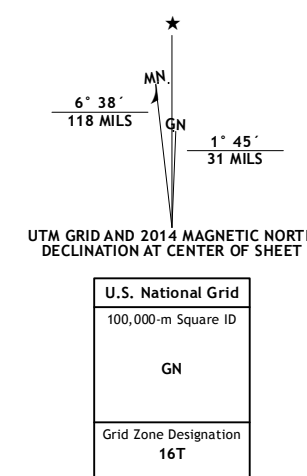 ★
MN.
6° 38´
118 MILS
GN
1° 45´
31 MILS
UTM GRID AND 2014 MAGNETIC NORT
DECLINATION AT CENTER OF SHEET
U.S. National Grid
100,000-m Square ID
GN
Grid Zone Designation
16T